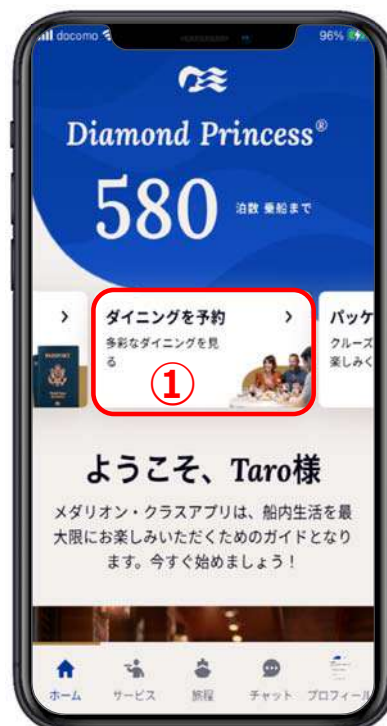 docomo
96%
Diamond Princess®
580 泊数 乗船まで
ダイニングを予約
多彩なダイニングを見
る
①
パッケ
クルーズ
楽しみく
PASSPORT
ようこそ、Taro様
メダリオン・クラスアプリは、船内生活を最
大限にお楽しみいただくためのガイドとなり
ます。今すぐ始めましょう！
ホーム サービス 旅程 チャット プロフィール